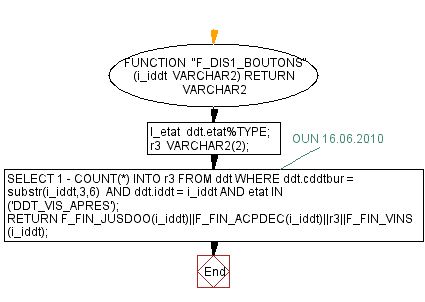 FUNCTION "F_DIS1_BOUTONS"
(i_iddt VARCHAR2) RETURN
VARCHAR2
l_etat ddt.etat%TYPE;
r3 VARCHAR2(2);
OUN 16.06.2010
SELECT 1 - COUNT(*) INTO r3 FROM ddt WHERE ddt.cddtbur =
substr(i_iddt,3,6) AND ddt.iddt = i_iddt AND etat IN
('DDT_VIS_APRES');
RETURN F_FIN_JUSDOO(i_iddt)||F_FIN_ACPDEC(i_iddt)||r3||F_FIN_VINS
(i_iddt);
End